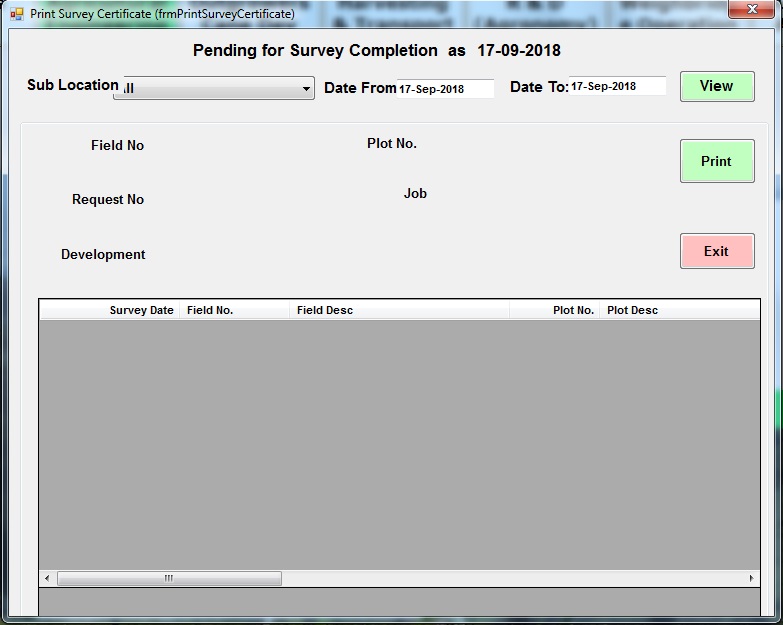 Print Survey Certificate (frmPrintSurveyCertificate)
Pending for Survey Completion as 17-09-2018
Sub Location ll Date From 17-Sep-2018 Date To: 17-Sep-2018 View
Field No Plot No. Print
Request No Job
Development Exit
Survey Date Field No. Field Desc Plot No. Plot Desc